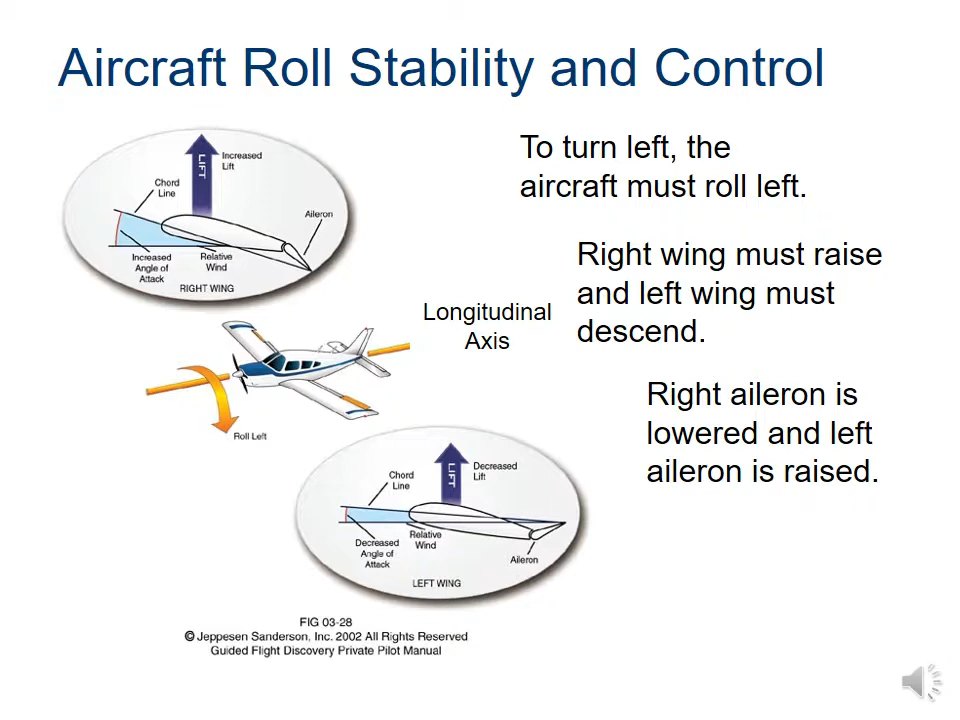 Aircraft Roll Stability and Control
To turn left, the
aircraft must roll left.
LIFT
Increased
Lift
Chord
Line
Aileron
Increased
Angle of
Attack
Relative
Wind
RIGHT WING
Right wing must raise
and left wing must
descend.
Longitudinal
Axis
Roll Left
Right aileron is
lowered and left
aileron is raised.
LIFT
Decreased
Lift
Chord
Line
Decreased
Angle of
Attack
Relative
Wind
Aileron
LEFT WING
FIG 03-28
© Jeppesen Sanderson, Inc. 2002 All Rights Reserved
Guided Flight Discovery Private Pilot Manual